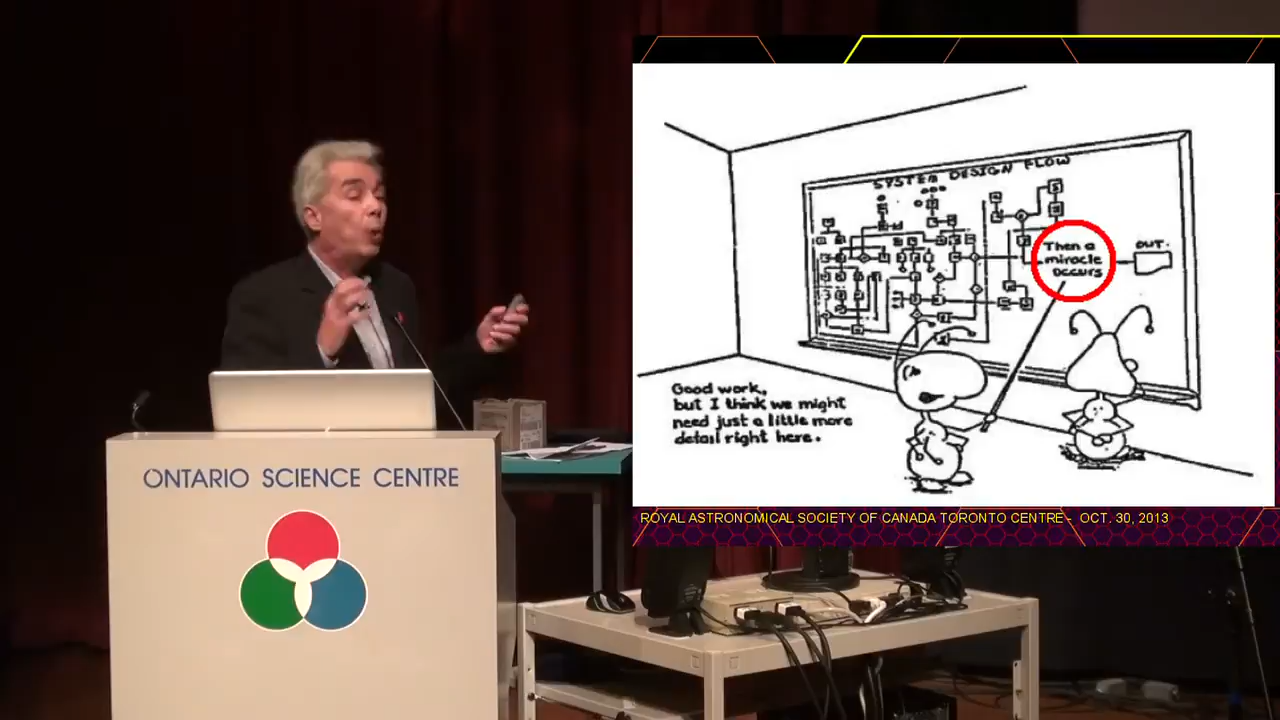 ONTARIO SCIENCE CENTRE
SYSTEM DESIGN FLOW
Then a
miracle
occurs
OUT.
Good work,
but I think we might
need just a little more
detail right here.
ROYAL ASTRONOMICAL SOCIETY OF CANADA TORONTO CENTRE - OCT. 30, 2013